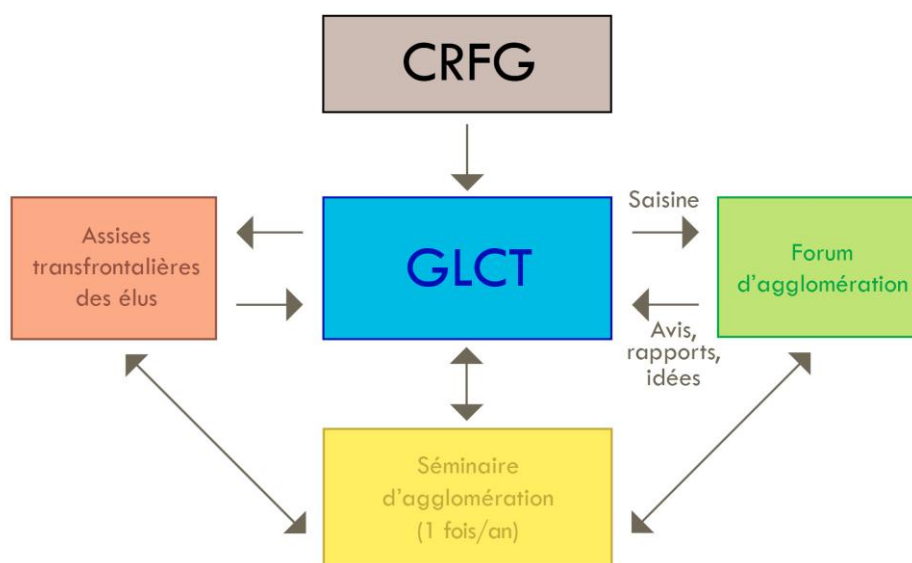 CRFG
Saisine
Assises
transfrontalières
des élus
GLCT
Forum
d'agglomération
Avis,
rapports,
idées
Séminaire
d'agglomération
(1 fois/an)